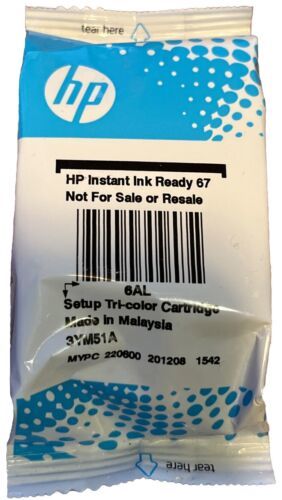 tear here
hp
HP Instant Ink Ready 67
Not For Sale or Resale
6AL
Setup Tri-color Cartridge
Made in Malaysia
3YM51A
MYPC 220600 201208 1542
tear here